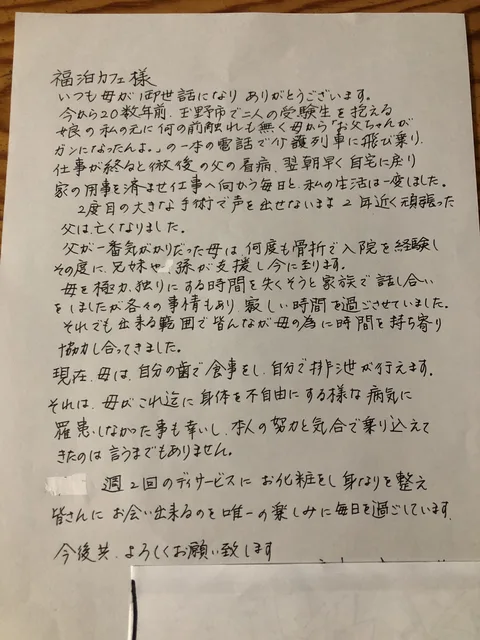 福泊カフェ様
いつも母が御世話になり ありがとうございます。
今から20数年前、玉野市で二人の受験生を抱える
娘の私の元に何の前触れも無く母から「お父ちゃんが
ガンになったんよ。」の一本の電話で介護列車に飛び乗り、
仕事が終ると徹夜の父の看病、翌朝早く自宅に戻り
家の用事を済ませ仕事へ向かう毎日と、私の生活は一変しました。
2度目の大きな手術で声を出せないまま2年近く頑張った
父は亡くなりました。
父が一番気がかりだった母は、何度も骨折で入院を経験し
その度に、兄妹や、孫が支援し今に至ります。
母を極力、独りにする時間を失くそうと家族で話し合い
をしましたが各々の事情もあり、寂しい時間を過ごさせていました。
それでも出来る範囲で皆んなが母の為に時間を持ち寄り
協力し合ってきました。
現在、母は、自分の歯で食事をし、自分で排泄が行えます。
それは、母がこれ迄に身体を不自由にする様な病気に
罹患しなかった事も幸いし、本人の努力と気合で乗り込えて
きたのは言うまでもありません。
週2回のディサービスにお化粧をし身なりを整え
皆さんにお会い出来るのを唯一の楽しみに毎日を過ごしています。
今後共、よろしくお願い致します